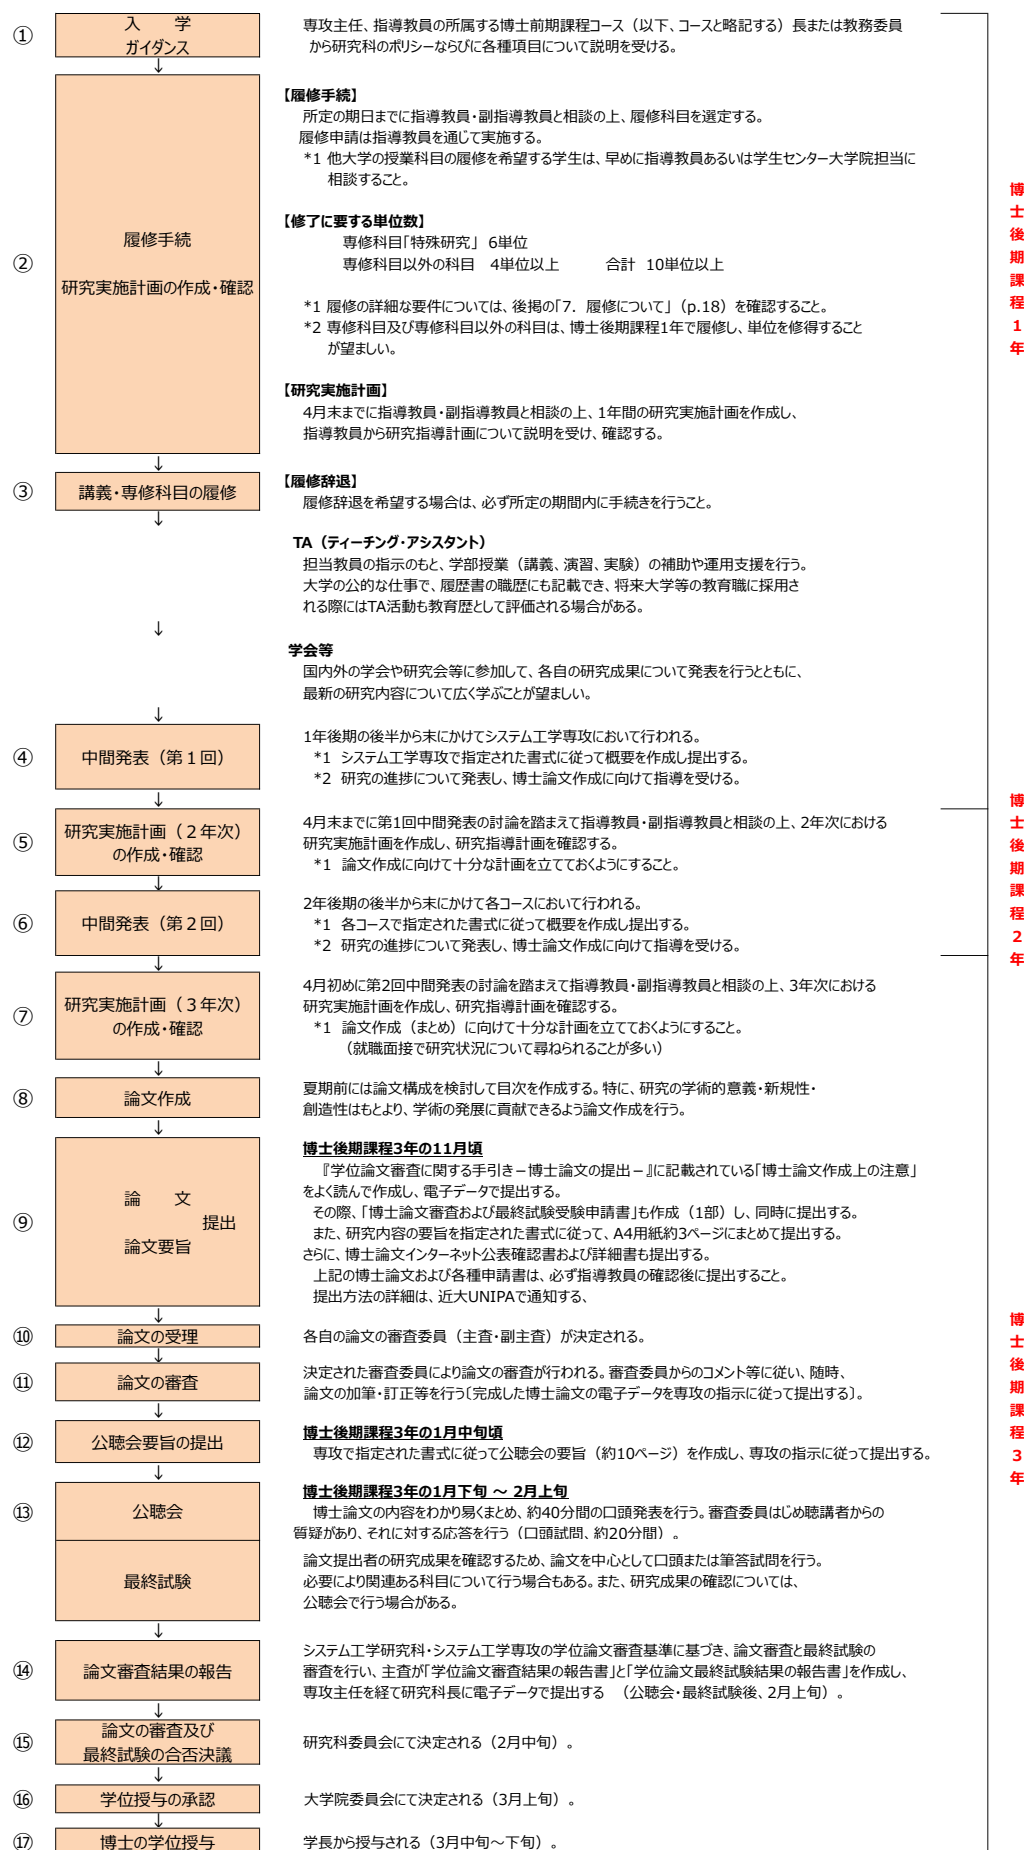 ①
入　学
ガイダンス
専攻主任、指導教員の所属する博士前期課程コース（以下、コースと略記する）長または教務委員
から研究科のポリシーならびに各種項目について説明を受ける。
↓
②
履修手続
研究実施計画の作成・確認
【履修手続】
所定の期日までに指導教員・副指導教員と相談の上、履修科目を選定する。
履修申請は指導教員を通じて実施する。
*1 他大学の授業科目の履修を希望する学生は、早めに指導教員あるいは学生センター大学院担当に
相談すること。
【修了に要する単位数】
専修科目「特殊研究」 6単位
専修科目以外の科目　4単位以上　　　合計 10単位以上
*1 履修の詳細な要件については、後掲の「7．履修について」（p.18）を確認すること。
*2 専修科目及び専修科目以外の科目は、博士後期課程1年で履修し、単位を修得すること
が望ましい。
【研究実施計画】
4月末までに指導教員・副指導教員と相談の上、1年間の研究実施計画を作成し、
指導教員から研究指導計画について説明を受け、確認する。
博士後期課程1年
↓
③
講義・専修科目の履修
【履修辞退】
履修辞退を希望する場合は、必ず所定の期間内に手続きを行うこと。
↓
TA（ティーチング・アシスタント）
担当教員の指示のもと、学部授業（講義、演習、実験）の補助や運用支援を行う。
大学の公的な仕事で、履歴書の職歴にも記載でき、将来大学等の教育職に採用さ
れる際にはTA活動も教育歴として評価される場合がある。
↓
学会等
国内外の学会や研究会等に参加して、各自の研究成果について発表を行うとともに、
最新の研究内容について広く学ぶことが望ましい。
↓
④
中間発表（第１回）
1年後期の後半から末にかけてシステム工学専攻において行われる。
*1 システム工学専攻で指定された書式に従って概要を作成し提出する。
*2 研究の進捗について発表し、博士論文作成に向けて指導を受ける。
↓
⑤
研究実施計画（２年次）
の作成・確認
4月末までに第1回中間発表の討論を踏まえて指導教員・副指導教員と相談の上、2年次における
研究実施計画を作成し、研究指導計画を確認する。
*1 論文作成に向けて十分な計画を立てておくようにすること。
博士後期課程2年
↓
⑥
中間発表（第２回）
2年後期の後半から末にかけて各コースにおいて行われる。
*1 各コースで指定された書式に従って概要を作成し提出する。
*2 研究の進捗について発表し、博士論文作成に向けて指導を受ける。
↓
⑦
研究実施計画（３年次）
の作成・確認
4月初めに第2回中間発表の討論を踏まえて指導教員・副指導教員と相談の上、3年次における
研究実施計画を作成し、研究指導計画を確認する。
*1 論文作成（まとめ）に向けて十分な計画を立てておくようにすること。
（就職面接で研究状況について尋ねられることが多い）
↓
⑧
論文作成
夏期前には論文構成を検討して目次を作成する。特に、研究の学術的意義・新規性・
創造性はもとより、学術の発展に貢献できるよう論文作成を行う。
↓
⑨
論　文
提出
論文要旨
博士後期課程3年の11月頃
『学位論文審査に関する手引き－博士論文の提出－』に記載されている「博士論文作成上の注意」
をよく読んで作成し、電子データで提出する。
その際、「博士論文審査および最終試験受験申請書」も作成（1部）し、同時に提出する。
また、研究内容の要旨を指定された書式に従って、A4用紙約3ページにまとめて提出する。
さらに、博士論文インターネット公表確認書および詳細書も提出する。
上記の博士論文および各種申請書は、必ず指導教員の確認後に提出すること。
提出方法の詳細は、近大UNIPAで通知する、
↓
⑩
論文の受理
各自の論文の審査委員（主査・副主査）が決定される。
博士後期課程3年
↓
⑪
論文の審査
決定された審査委員により論文の審査が行われる。審査委員からのコメント等に従い、随時、
論文の加筆・訂正等を行う〔完成した博士論文の電子データを専攻の指示に従って提出する〕。
↓
⑫
公聴会要旨の提出
博士後期課程3年の1月中旬頃
専攻で指定された書式に従って公聴会の要旨（約10ページ）を作成し、専攻の指示に従って提出する。
↓
⑬
公聴会
博士後期課程3年の1月下旬 ～ 2月上旬
博士論文の内容をわかり易くまとめ、約40分間の口頭発表を行う。審査委員はじめ聴講者からの
質疑があり、それに対する応答を行う（口頭試問、約20分間）。
最終試験
論文提出者の研究成果を確認するため、論文を中心として口頭または筆答試問を行う。
必要により関連ある科目について行う場合もある。また、研究成果の確認については、
公聴会で行う場合がある。
↓
⑭
論文審査結果の報告
システム工学研究科・システム工学専攻の学位論文審査基準に基づき、論文審査と最終試験の
審査を行い、主査が「学位論文審査結果の報告書」と「学位論文最終試験結果の報告書」を作成し、
専攻主任を経て研究科長に電子データで提出する　（公聴会・最終試験後、2月上旬）。
↓
⑮
論文の審査及び
最終試験の合否決議
研究科委員会にて決定される（2月中旬）。
↓
⑯
学位授与の承認
大学院委員会にて決定される（3月上旬）。
↓
⑰
博士の学位授与
学長から授与される（3月中旬～下旬）。